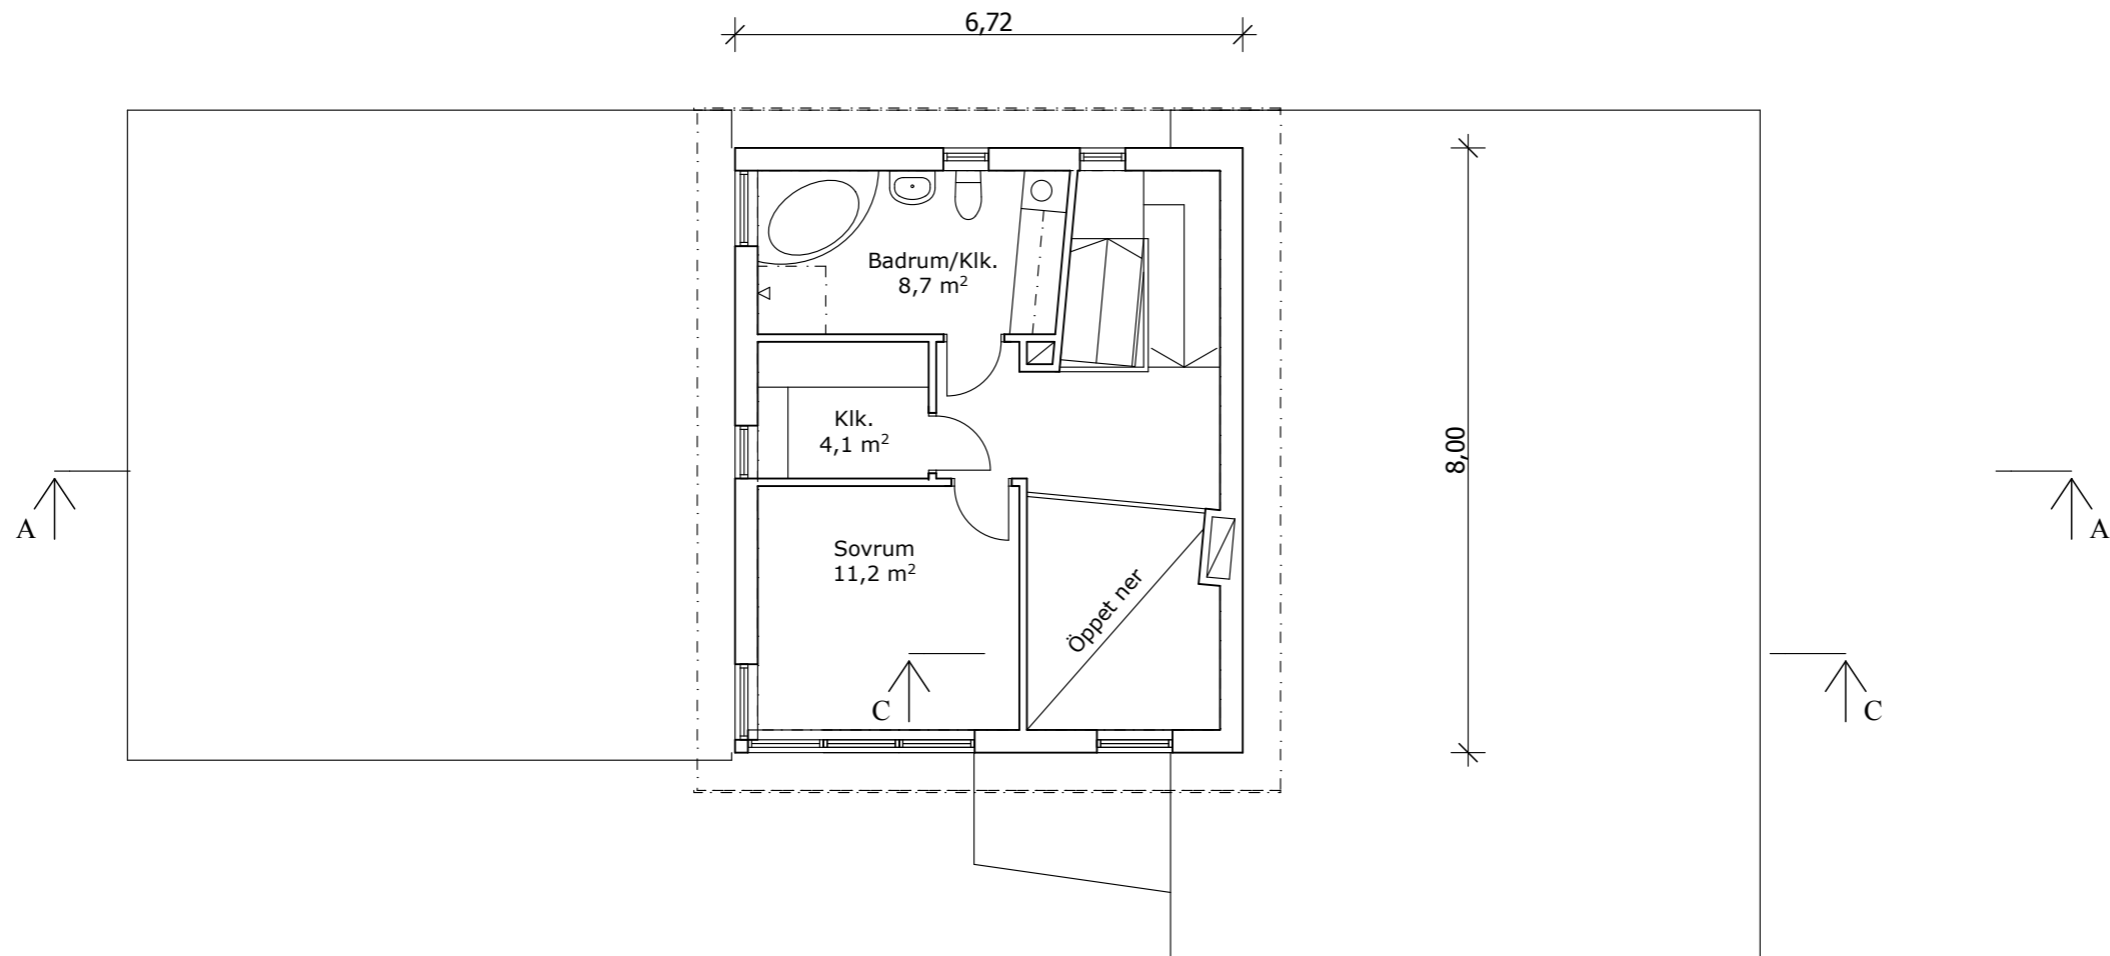 6,72
Badrum/Klk.
8,7 m²
Klk.
4,1 m²
8,00
A
A
Sovrum
11,2 m²
Öppet ner
C
C